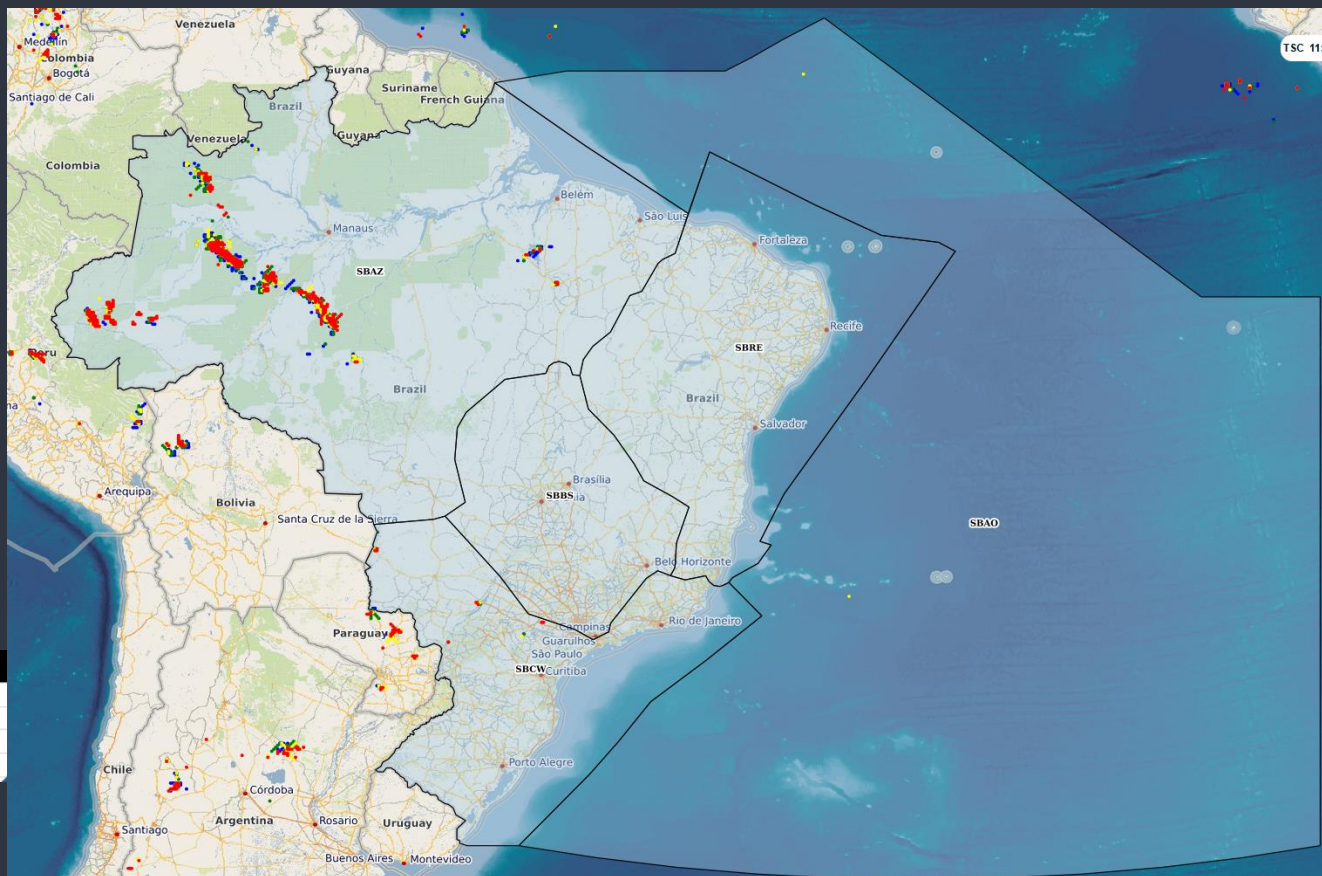 Venezuela
Medellín
Colombia
Bogotá
Santiago de Cali
Guyana
Suriname
French Guiana
Brazil
Guyana
Venezuela
Colombia
TSC 11:
Belém
São Luís
Manaus
Fortaleza
SBAZ
Recife
SBRE
Peru
Brazil
Brazil
Salvador
Brasília
SBBS
Arequipa
Bolivia
Santa Cruz de la Sierra
SBAO
Belo Horizonte
Rio de Janeiro
Campinas
Guarulhos
São Paulo
Paraguay
SBCW
Curitiba
Porto Alegre
Chile
Córdoba
Argentina
Rosario
Uruguay
Santiago
Buenos Aires
Montevideo